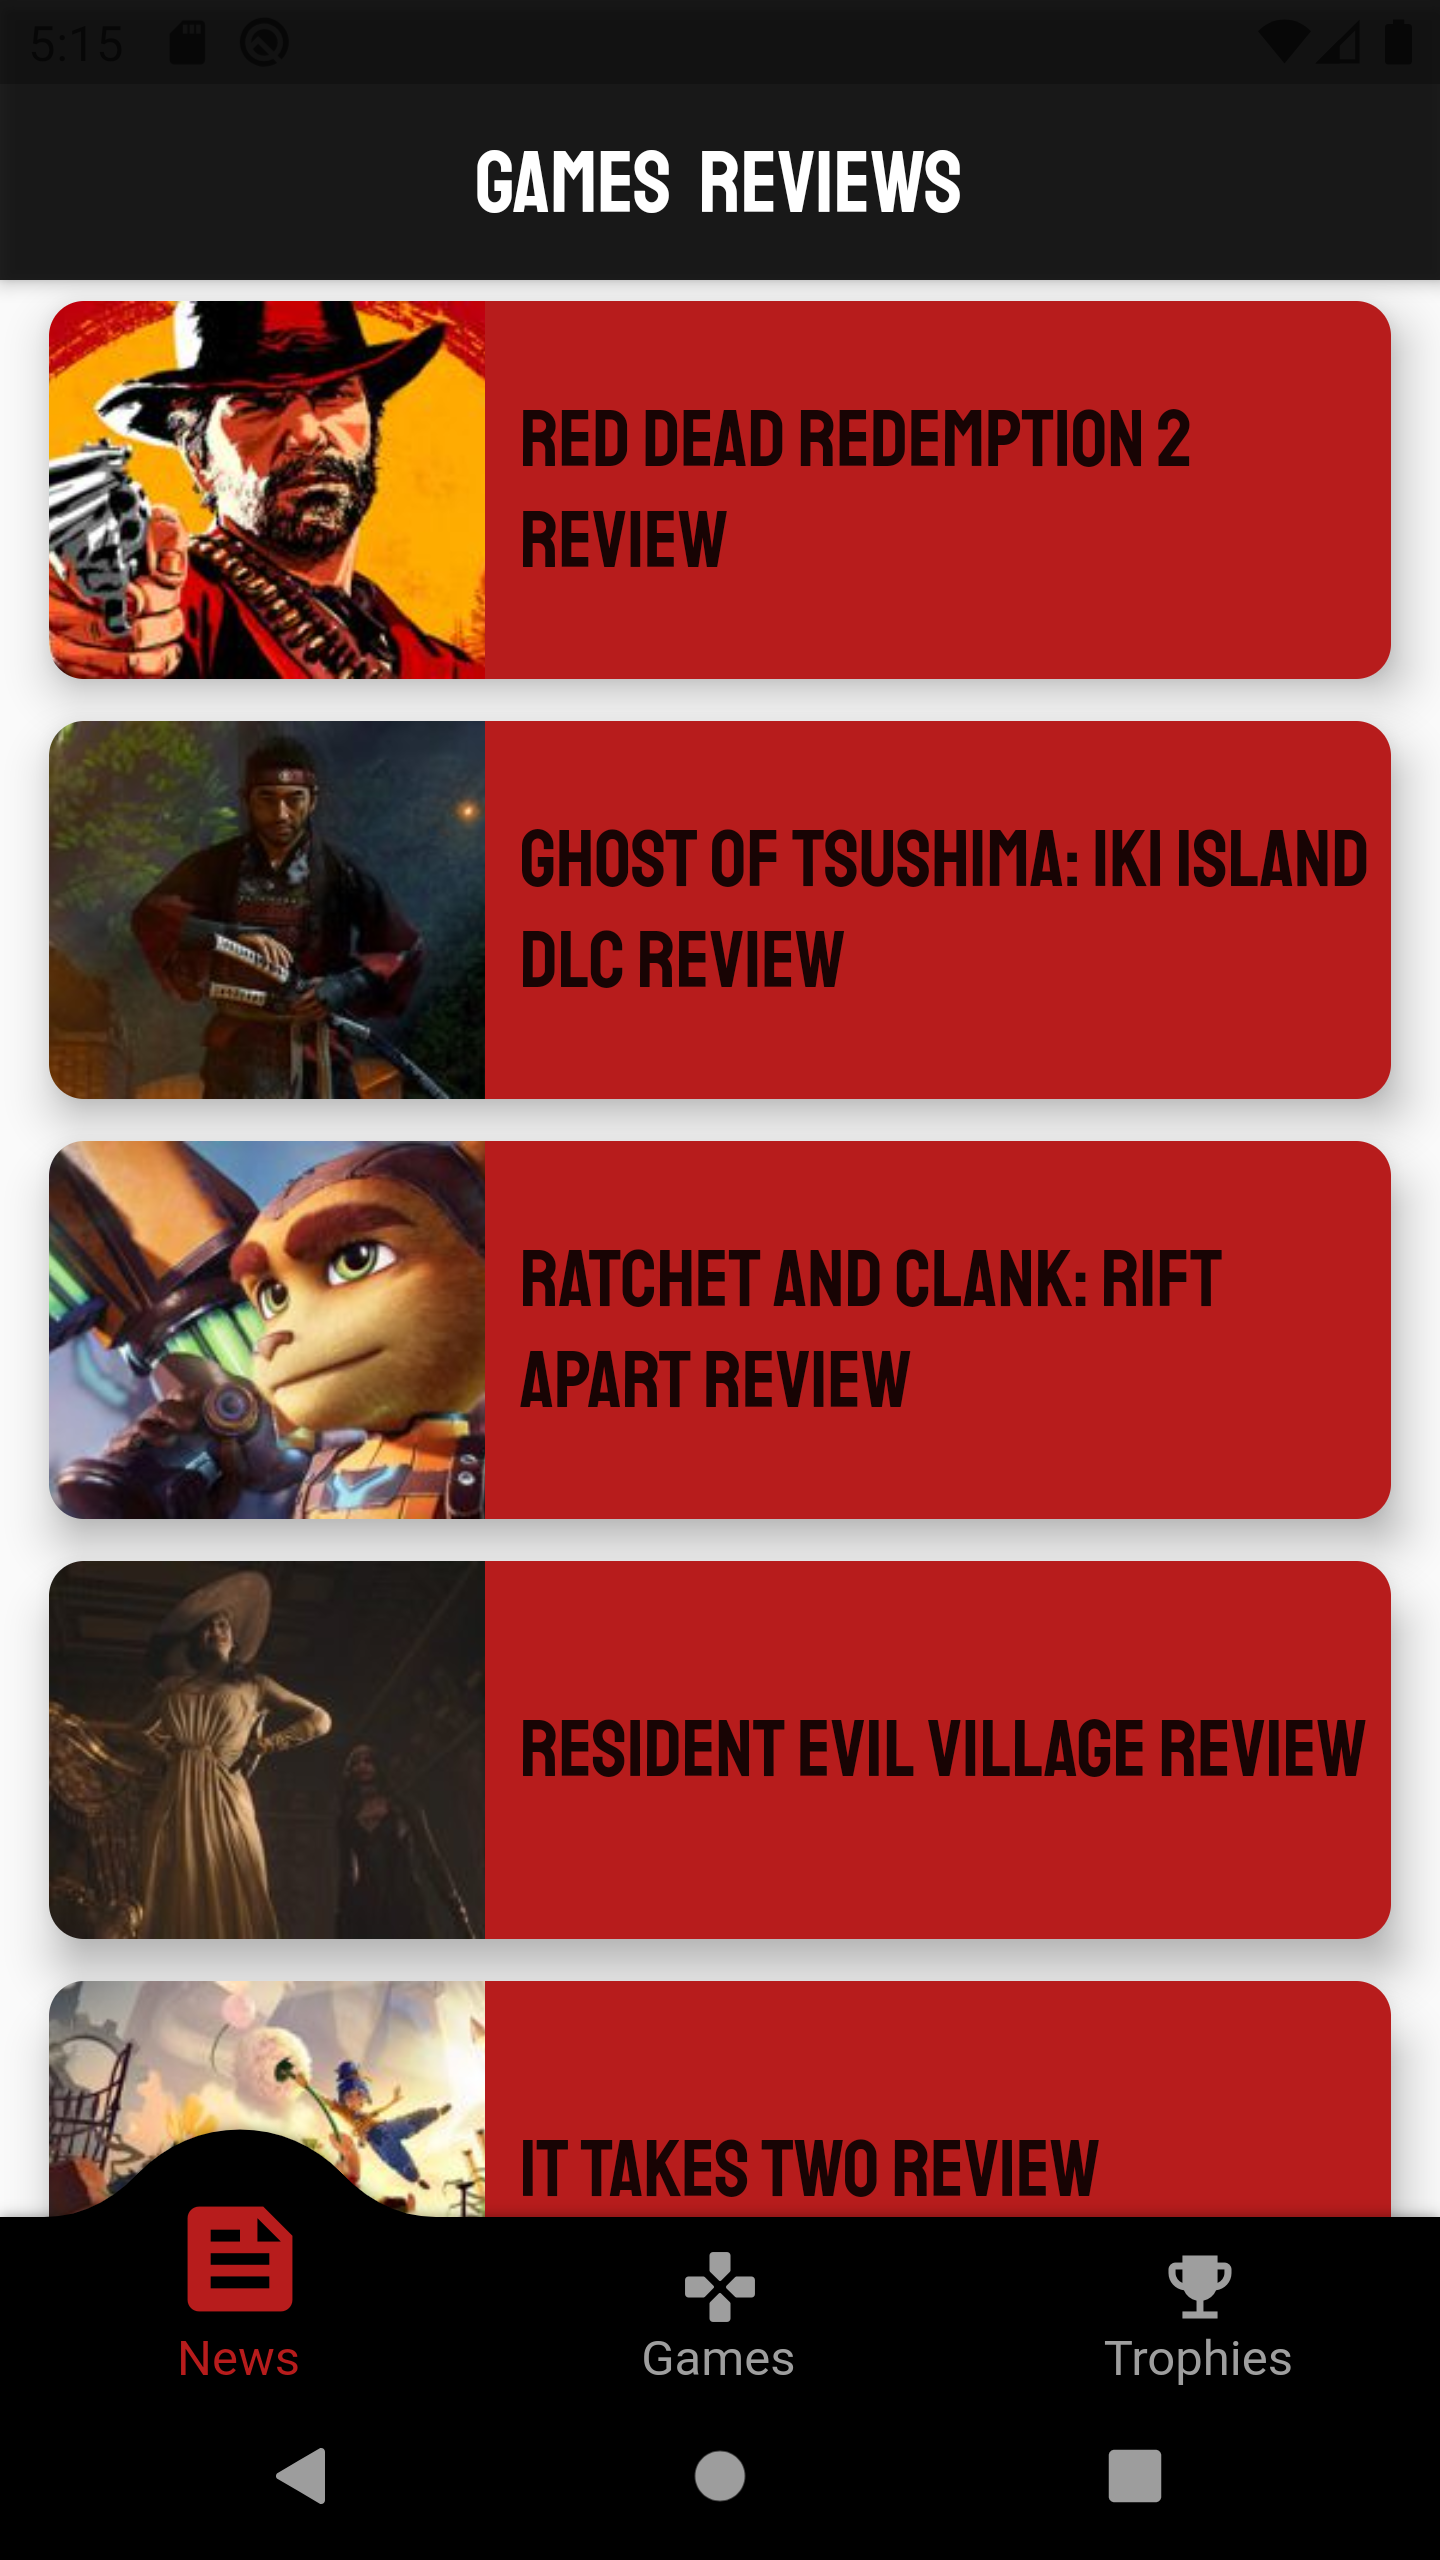 5:15
GAMES REVIEWS
RED DEAD REDEMPTION 2
REVIEW
GHOST OF TSUSHIMA: IKI ISLAND
DLC REVIEW
RATCHET AND CLANK: RIFT
APART REVIEW
RESIDENT EVIL VILLAGE REVIEW
IT TAKES TWO REVIEW
News
Games
Trophies